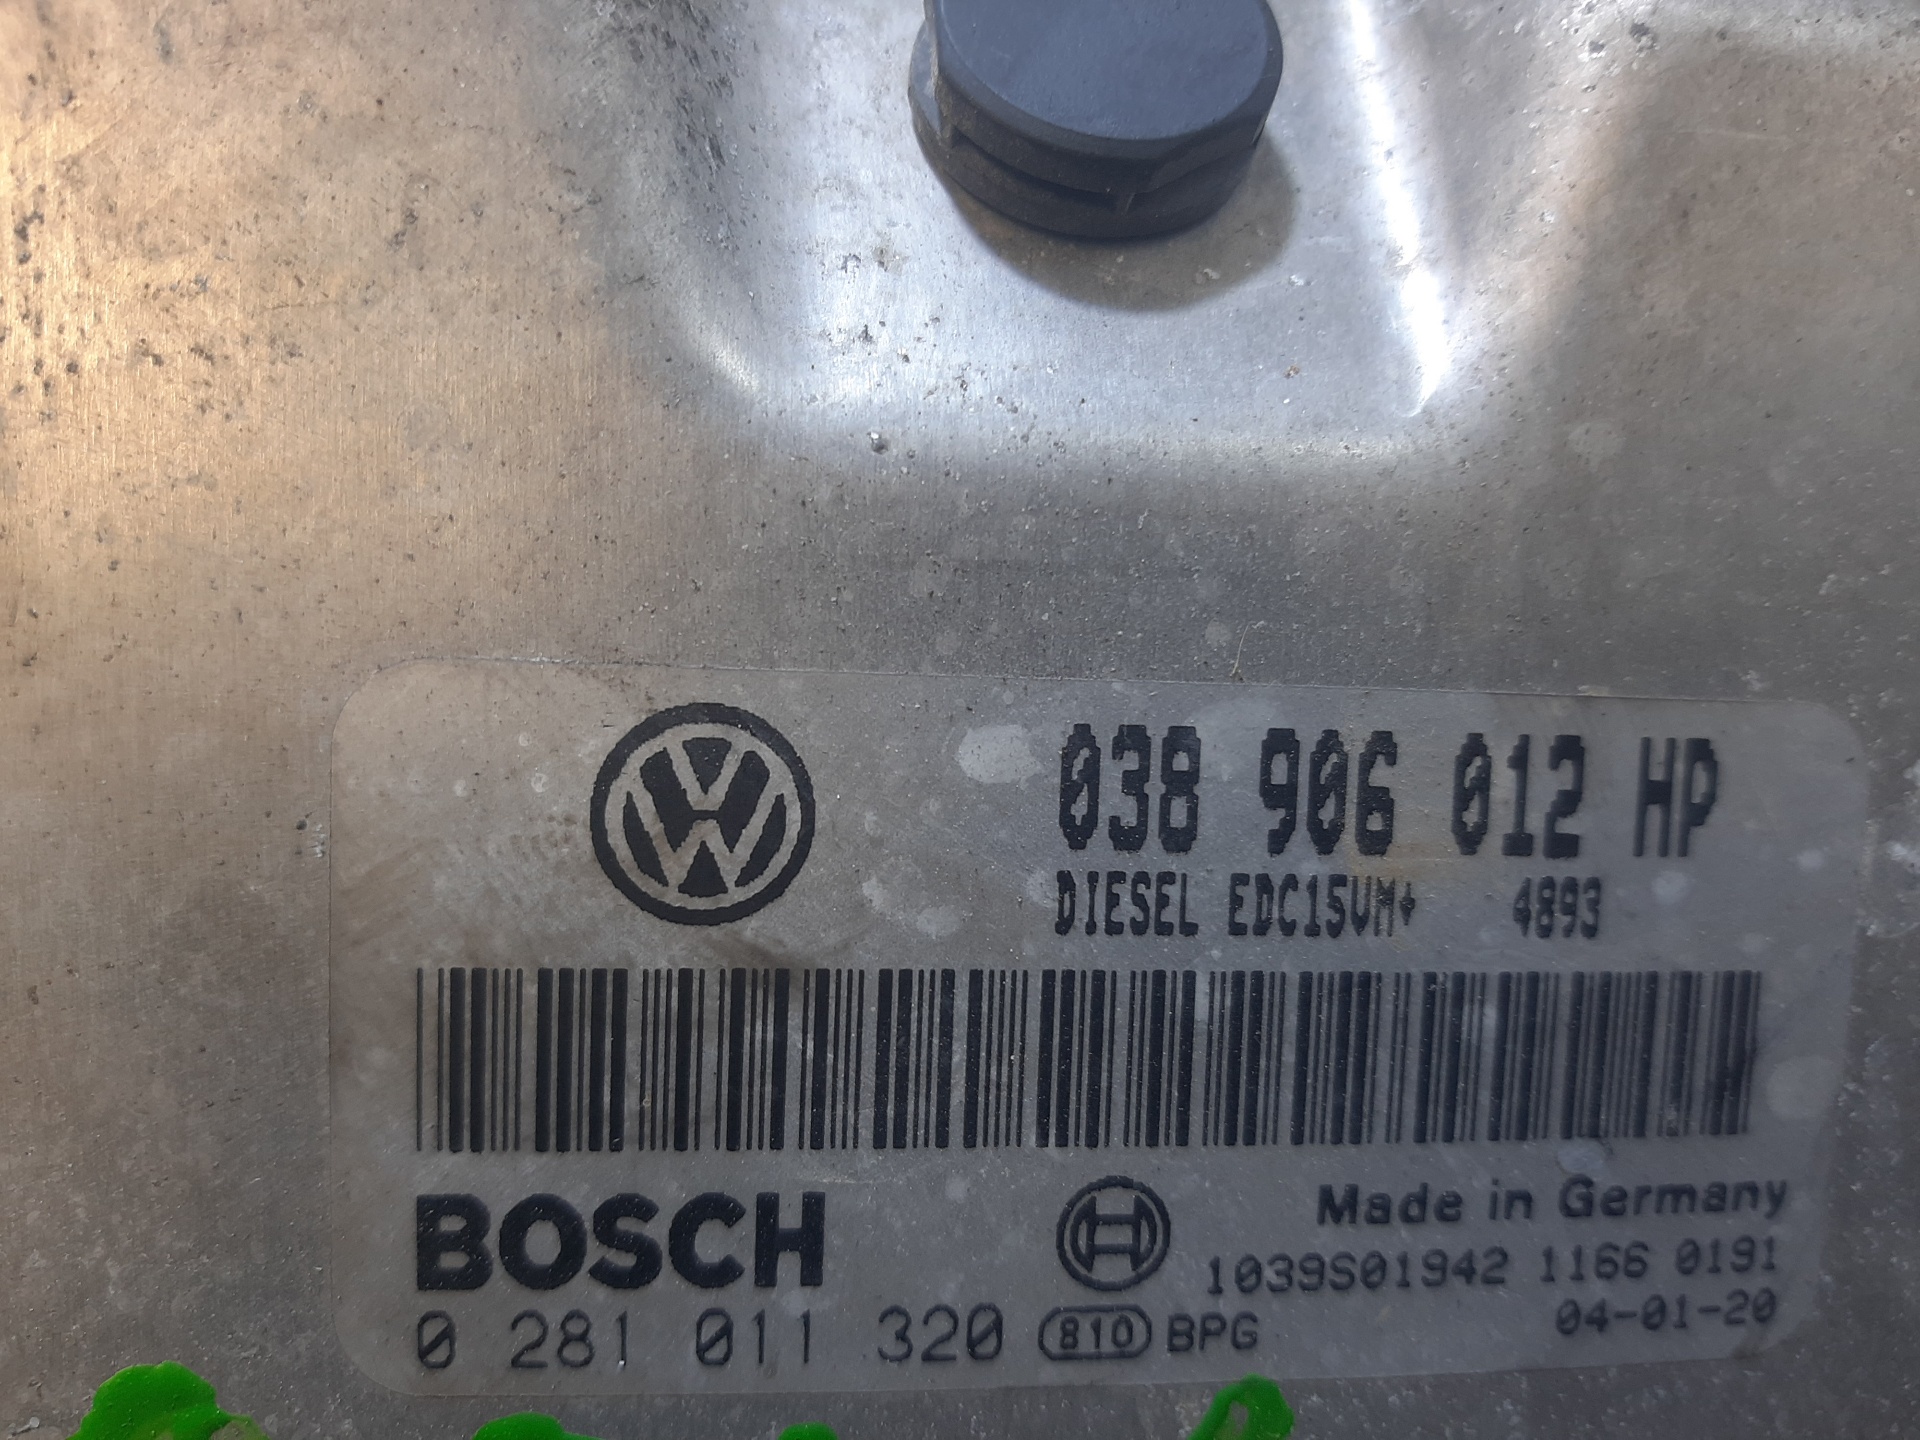 038 906 012 HP
DIESEL EDC15VM+ 4893
BOSCH
Made in Germany
1039S01942 1166 0191
0 281 011 320 810 BPG
04-01-20